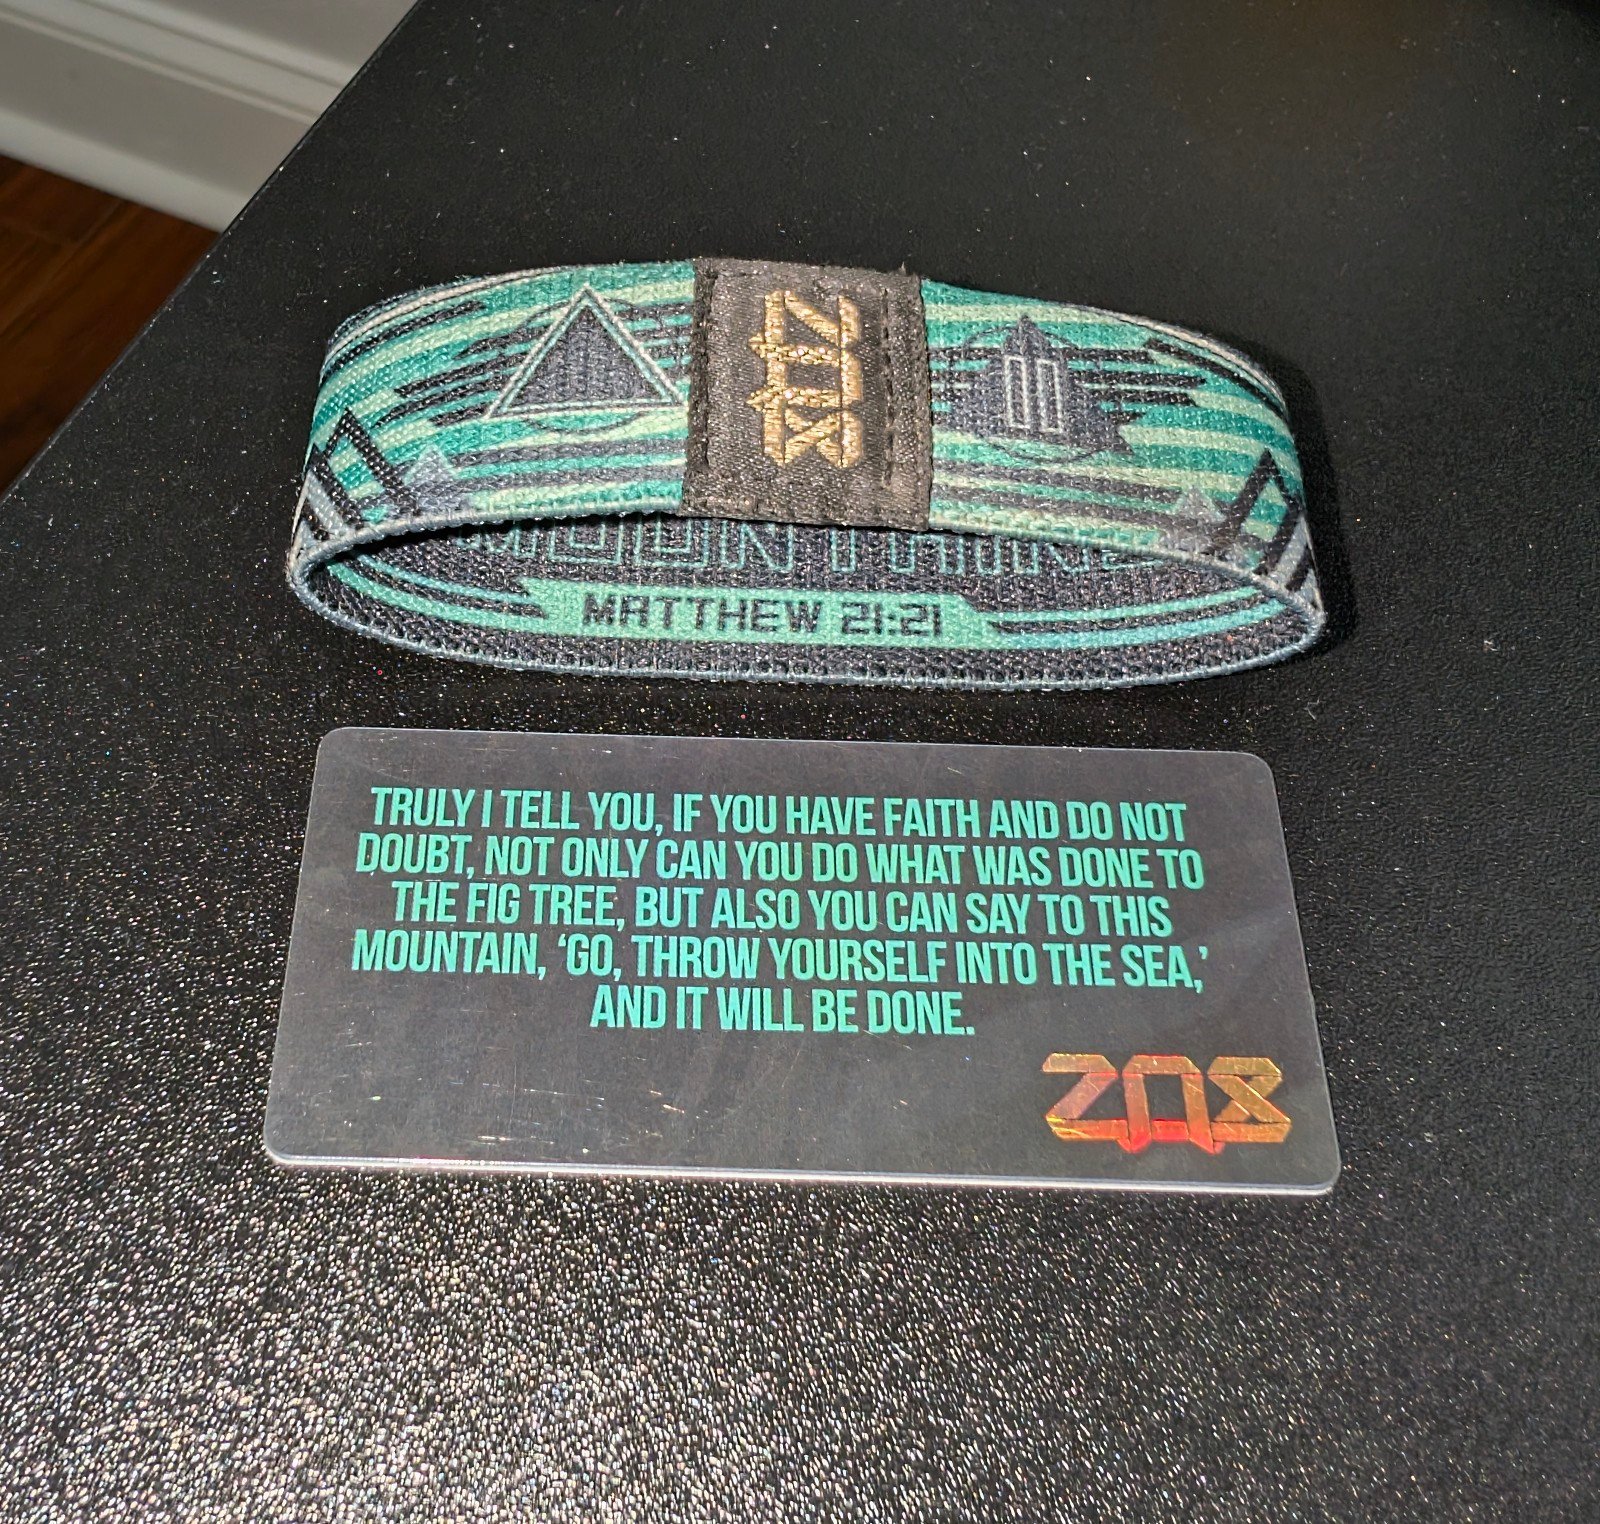 ZOX
MATTHEW 21:21
TRULY I TELL YOU, IF YOU HAVE FAITH AND DO NOT
DOUBT, NOT ONLY CAN YOU DO WHAT WAS DONE TO
THE FIG TREE, BUT ALSO YOU CAN SAY TO THIS
MOUNTAIN, ‘GO, THROW YOURSELF INTO THE SEA,’
AND IT WILL BE DONE.
ZOX